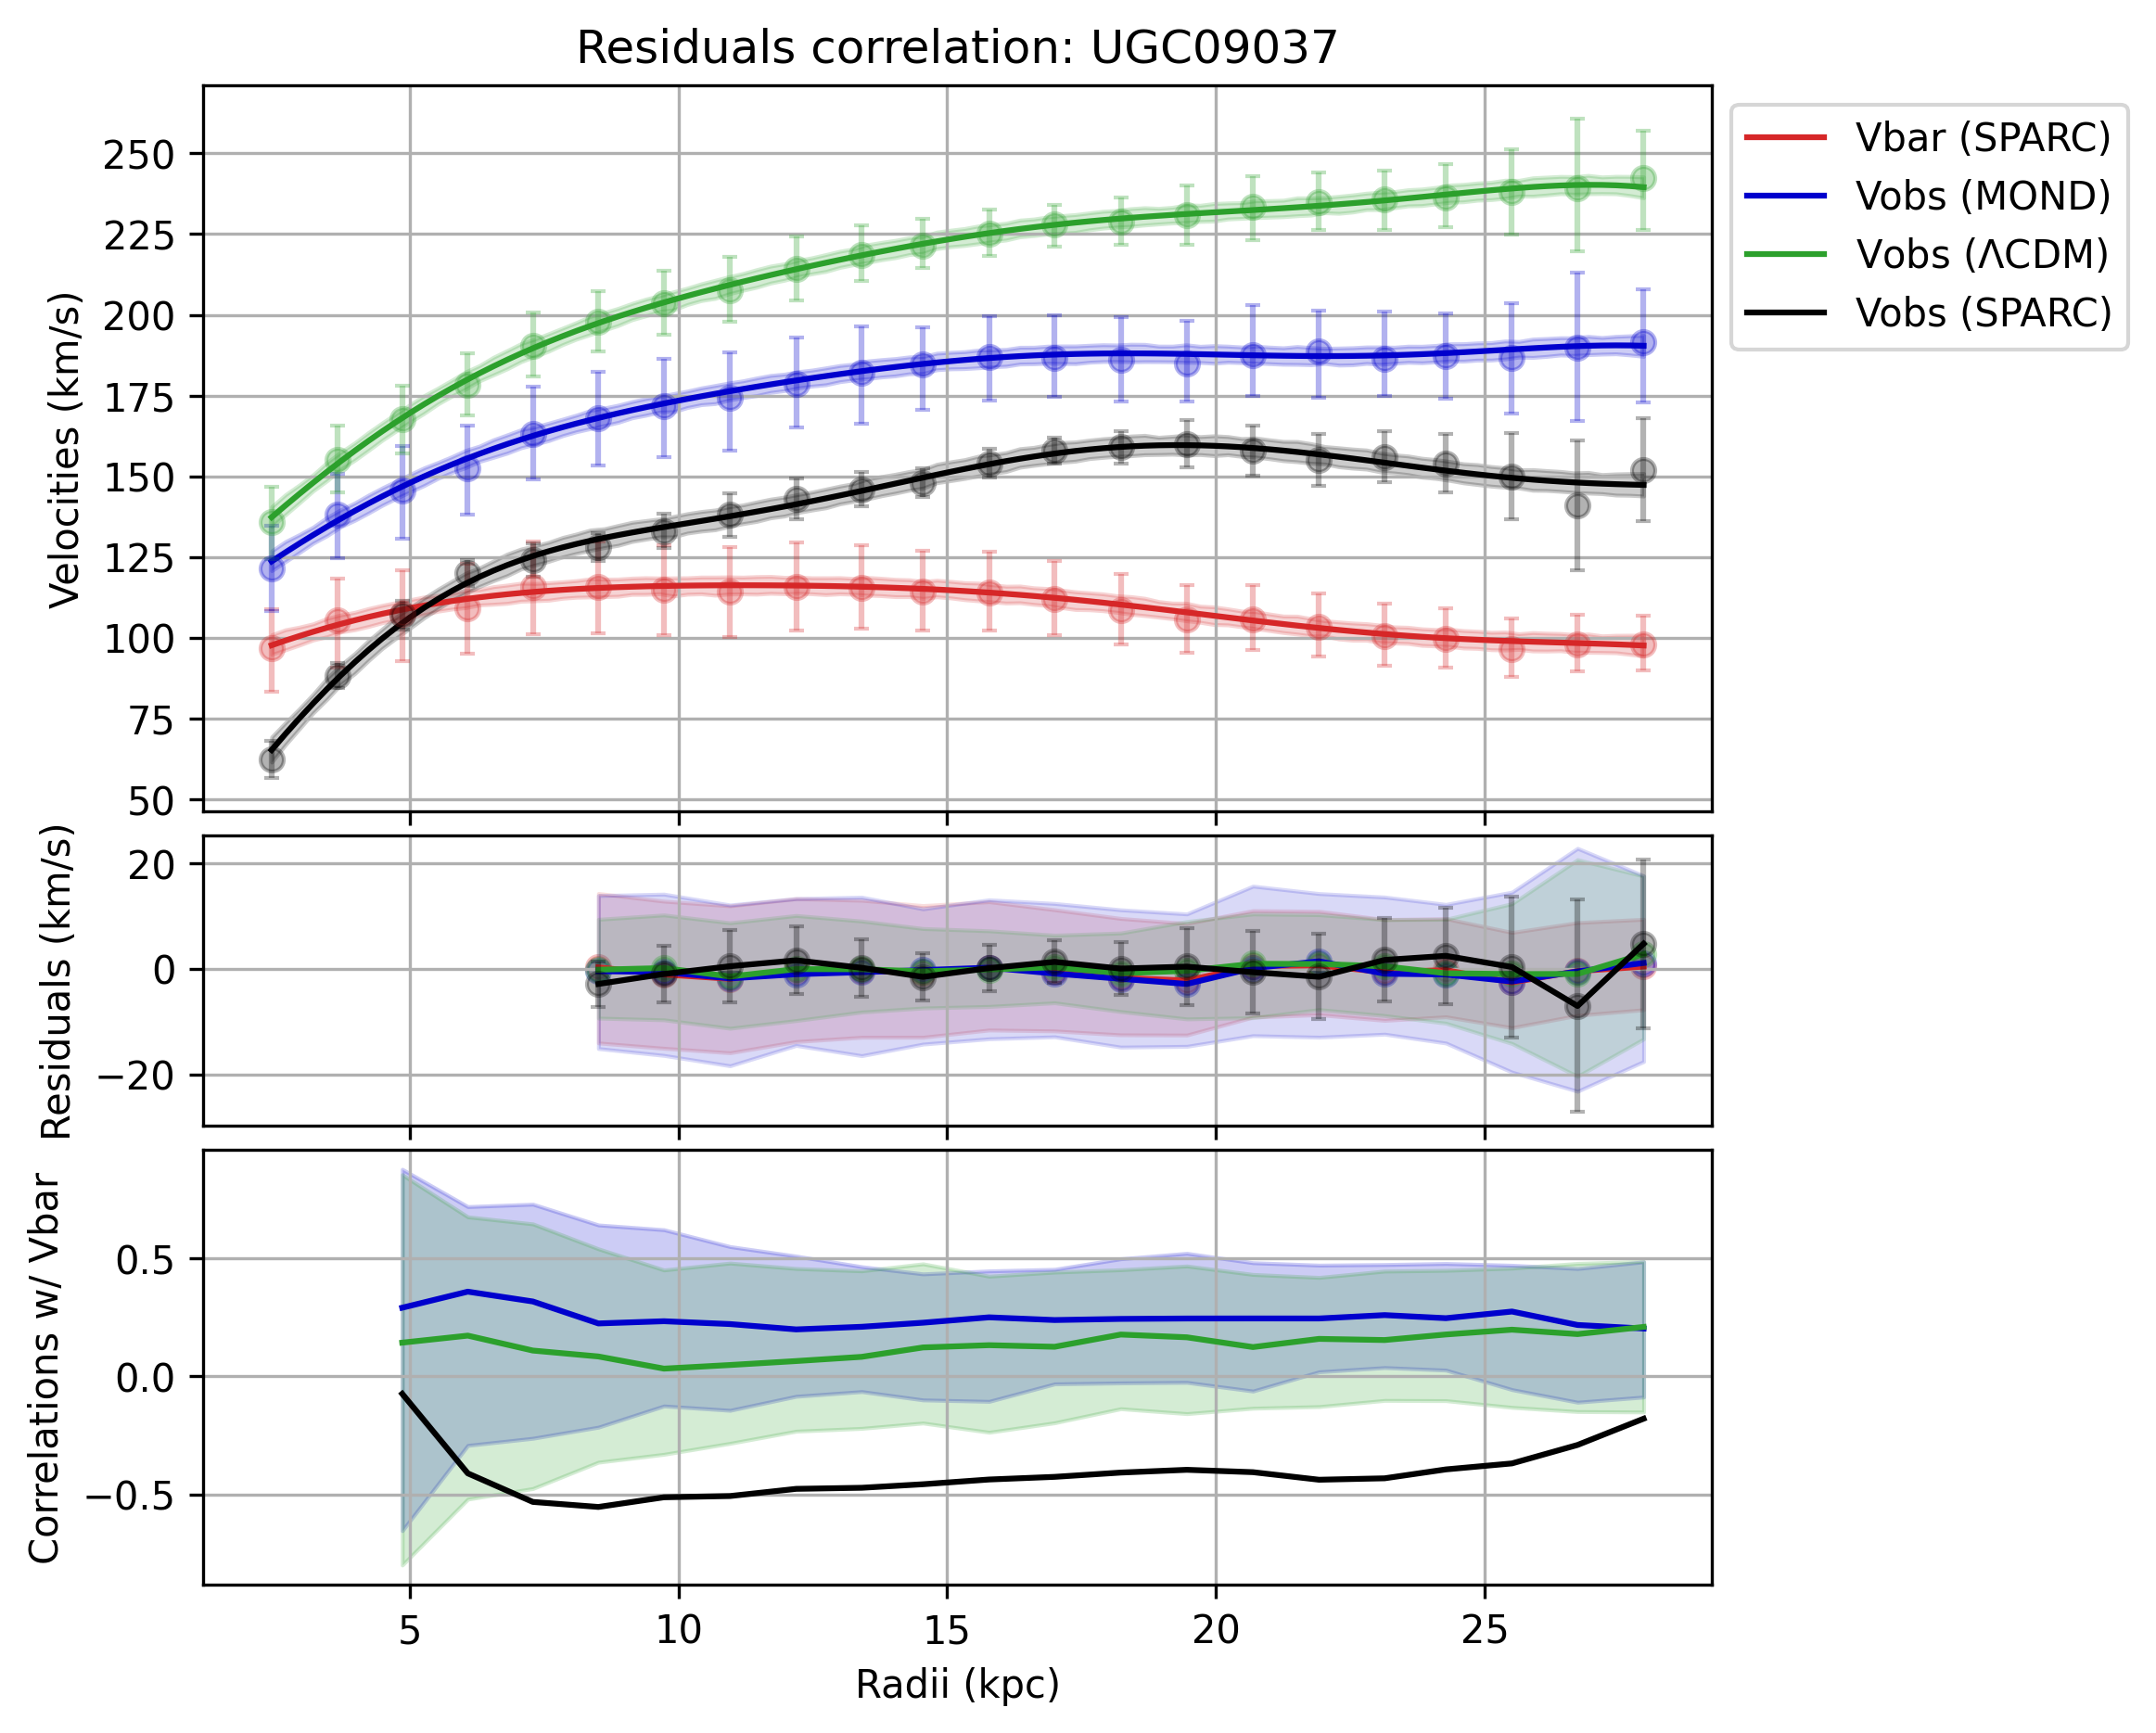 Residuals correlation: UGC09037
Velocities (km/s)
250
225
200
175
150
125
100
75
50
Vbar (SPARC)
Vobs (MOND)
Vobs (ΛCDM)
Vobs (SPARC)
Residuals (km/s)
20
0
−20
Correlations w/ Vbar
0.5
0.0
−0.5
5 10 15 20 25
Radii (kpc)